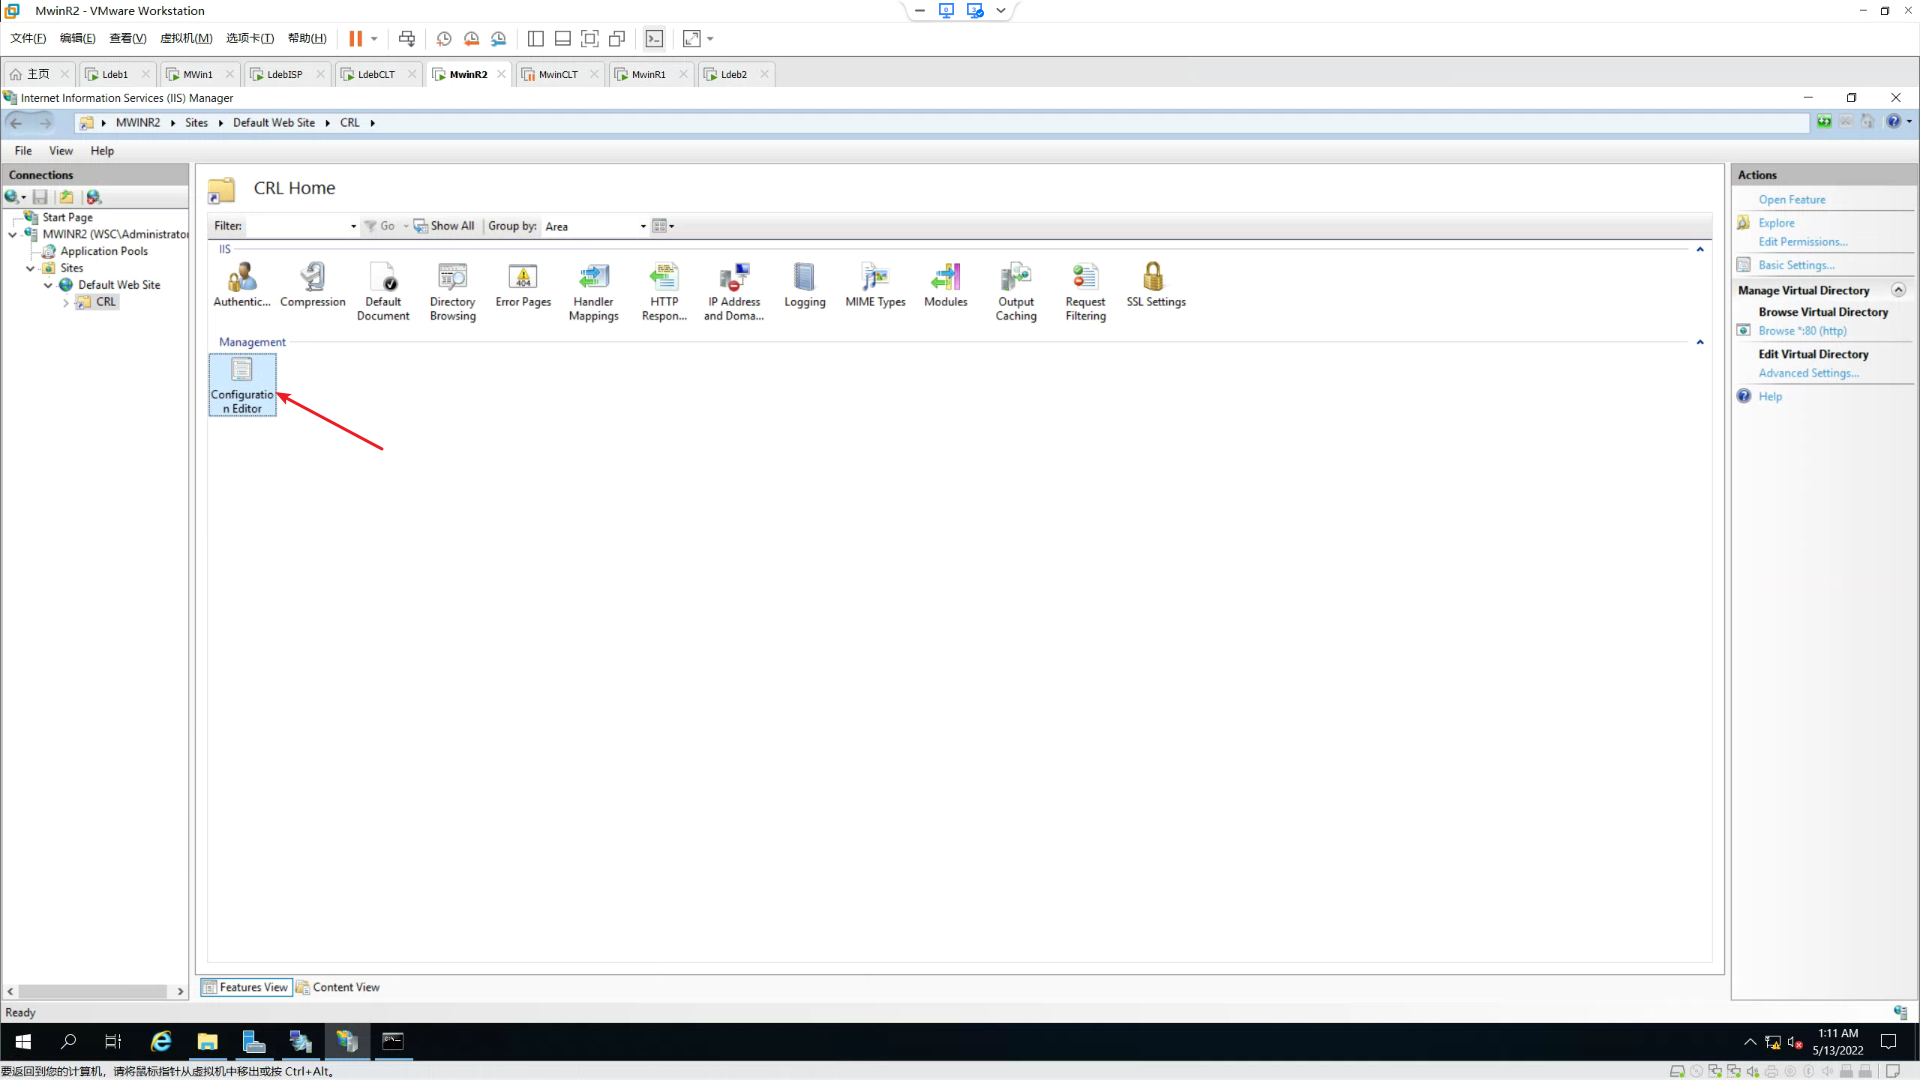 MwinR2 - VMware Workstation
文件(F) 编辑(E) 查看(V) 虚拟机(M) 选项卡(T) 帮助(H)
主页 Ldeb1 MWin1 LdebISP LdebCLT MwinR2 MwinCLT MwinR1 Ldeb2
Internet Information Services (IIS) Manager
MWINR2 Sites Default Web Site CRL
File View Help
Connections
Start Page
MWINR2 (WSC\Administrator
Application Pools
Sites
Default Web Site
CRL
CRL Home
Filter: Go Show All Group by: Area
IIS
Authentic... Compression Default Document Directory Browsing Error Pages Handler Mappings HTTP Respon... IP Address and Doma... Logging MIME Types Modules Output Caching Request Filtering SSL Settings
404
Management
Configuratio
n Editor
Features View Content View
Actions
Open Feature
Explore
Edit Permissions...
Basic Settings...
Manage Virtual Directory
Browse Virtual Directory
Browse *:80 (http)
Edit Virtual Directory
Advanced Settings...
Help
Ready
1:11 AM
5/13/2022
要返回到您的计算机，请将鼠标指针从虚拟机中移出或按 Ctrl+Alt。